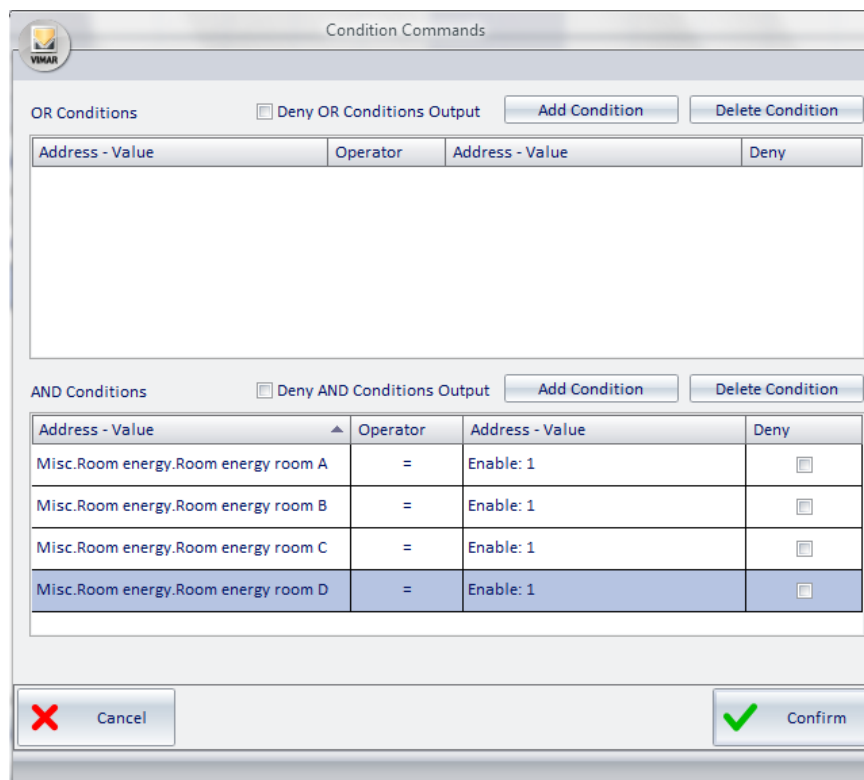 Condition Commands
VIMAR
OR Conditions Deny OR Conditions Output Add Condition Delete Condition
Address - Value Operator Address - Value Deny
AND Conditions Deny AND Conditions Output Add Condition Delete Condition
Address - Value Operator Address - Value Deny
Misc.Room energy.Room energy room A = Enable: 1
Misc.Room energy.Room energy room B = Enable: 1
Misc.Room energy.Room energy room C = Enable: 1
Misc.Room energy.Room energy room D = Enable: 1
Cancel Confirm